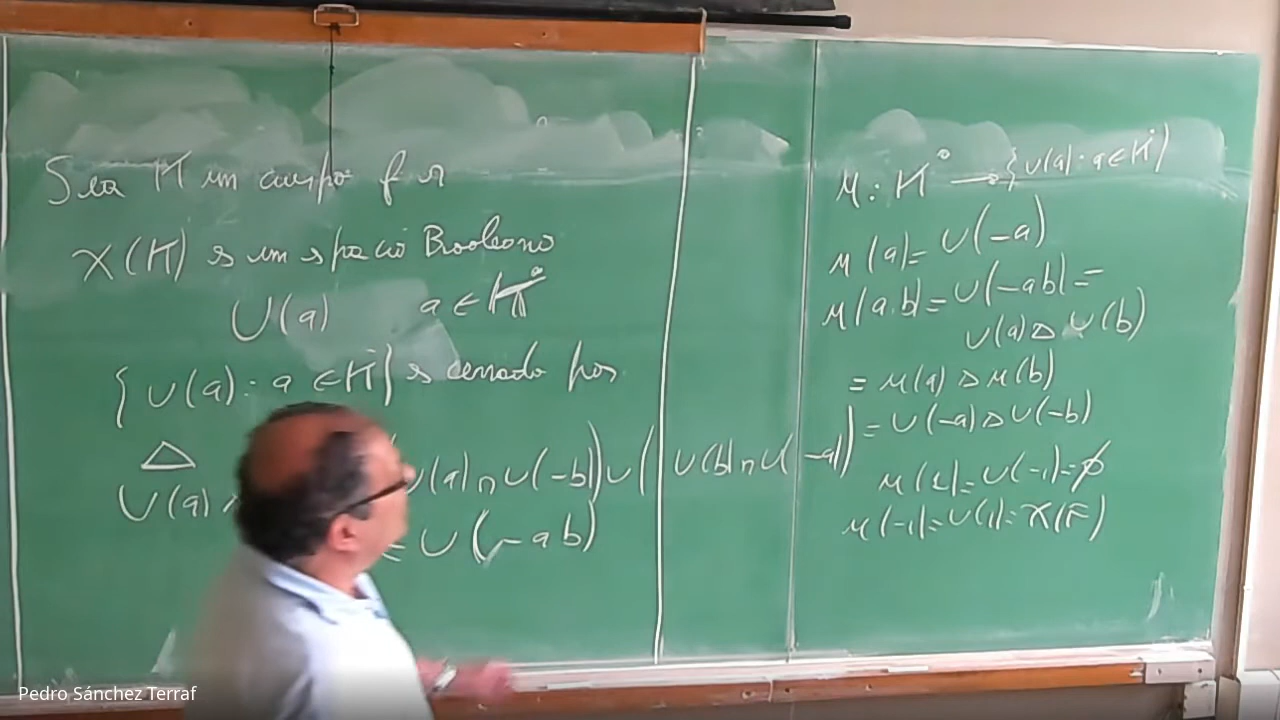 Sea K un cuerpo f.r
X(K) es un espacio Booleano
U(a) a ∈ K°
{U(a) : a ∈ K̇} es cerrado por
△
U(a) U(a) ∩ U(-b)) ∪ (U(b) ∩ U(-a))
= U(-ab)
μ : K° → {U(a) : a ∈ K̇}
μ(a) = U(-a)
μ(a.b) = U(-ab) =
U(a) △ U(b)
= μ(a) △ μ(b)
= U(-a) △ U(-b)
μ(1) = U(-1) = ∅
μ(-1) = U(1) = X(F)
Pedro Sánchez Terraf